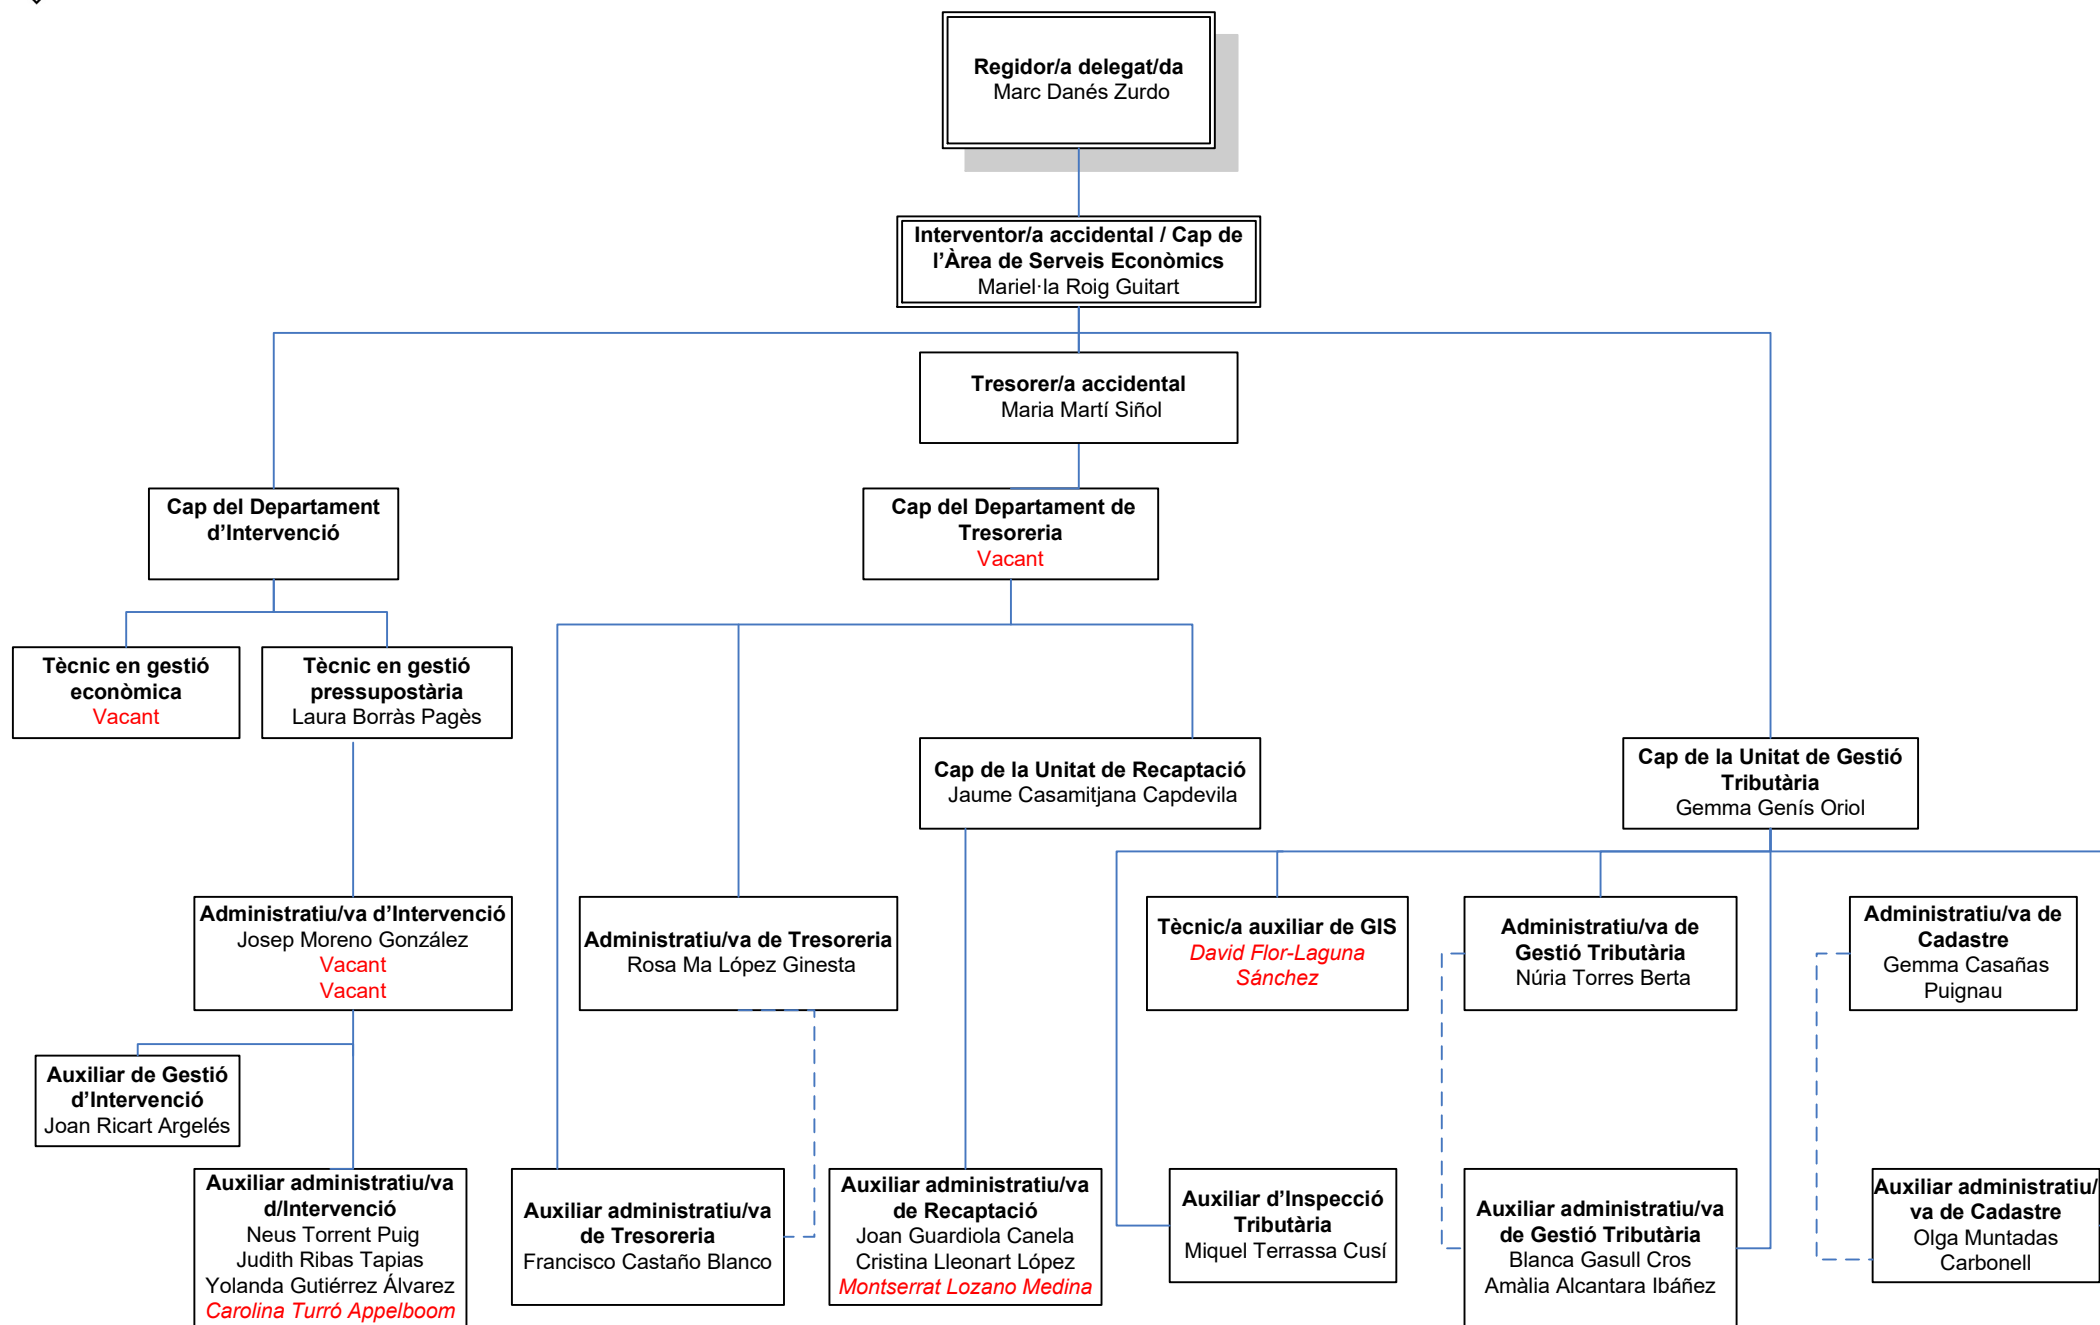 Regidor/a delegat/da
Marc Danés Zurdo
Interventor/a accidental / Cap de
l’Àrea de Serveis Econòmics
Mariel·la Roig Guitart
Tresorer/a accidental
Maria Martí Siñol
Cap del Departament
d’Intervenció
Cap del Departament de
Tresoreria
Vacant
Tècnic en gestió
econòmica
Vacant
Tècnic en gestió
pressupostària
Laura Borràs Pagès
Cap de la Unitat de Recaptació
Jaume Casamitjana Capdevila
Cap de la Unitat de Gestió
Tributària
Gemma Genís Oriol
Administratiu/va d’Intervenció
Josep Moreno González
Vacant
Vacant
Administratiu/va de Tresoreria
Rosa Ma López Ginesta
Tècnic/a auxiliar de GIS
David Flor-Laguna
Sánchez
Administratiu/va de
Gestió Tributària
Núria Torres Berta
Administratiu/va de
Cadastre
Gemma Casañas
Puignau
Auxiliar de Gestió
d’Intervenció
Joan Ricart Argelés
Auxiliar administratiu/va
d/Intervenció
Neus Torrent Puig
Judith Ribas Tapias
Yolanda Gutiérrez Álvarez
Carolina Turró Appelboom
Auxiliar administratiu/va
de Tresoreria
Francisco Castaño Blanco
Auxiliar administratiu/va
de Recaptació
Joan Guardiola Canela
Cristina Lleonart López
Montserrat Lozano Medina
Auxiliar d’Inspecció
Tributària
Miquel Terrassa Cusí
Auxiliar administratiu/va
de Gestió Tributària
Blanca Gasull Cros
Amàlia Alcantara Ibáñez
Auxiliar administratiu/
va de Cadastre
Olga Muntadas
Carbonell